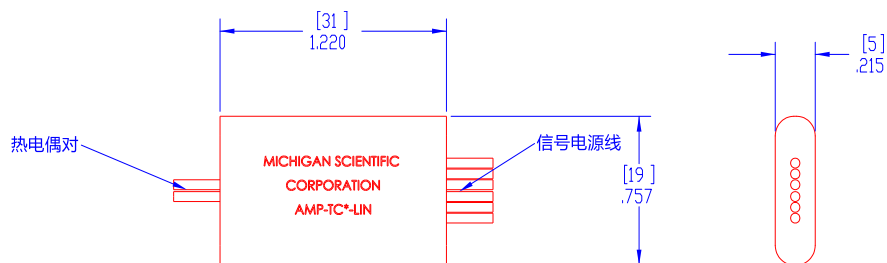 [31 ]
1.220
[5]
.215
热电偶对
MICHIGAN SCIENTIFIC
CORPORATION
AMP-TC*-LIN
信号电源线
[19 ]
.757